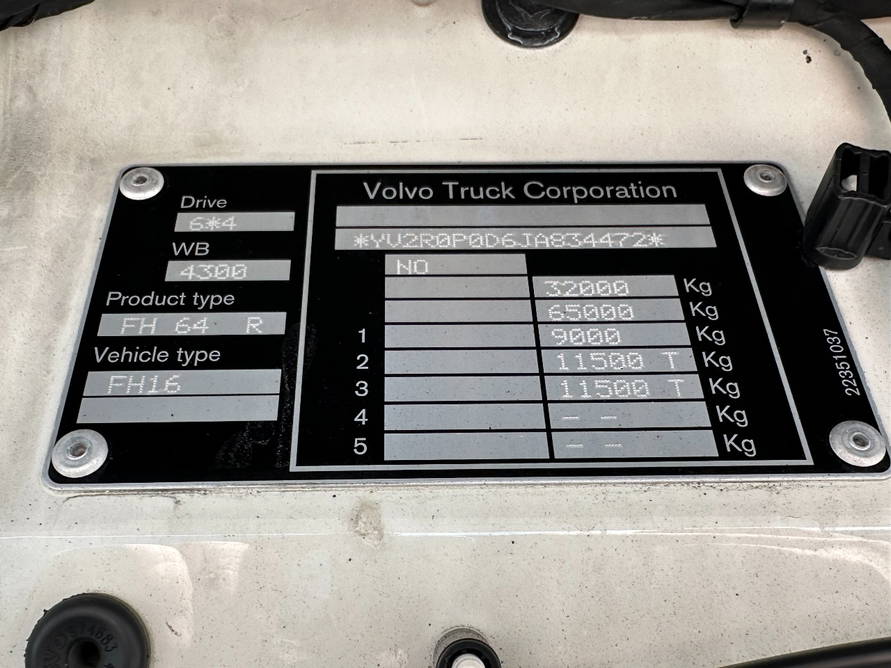 Volvo Truck Corporation
Drive
6*4
WB
4300
Product type
FH 64 R
Vehicle type
FH16
*YV2R0P0D6JA834472*
NO
32000 Kg
65000 Kg
1 9000 Kg
2 11500 T Kg
3 11500 T Kg
4 – – Kg
5 – – Kg
22351037